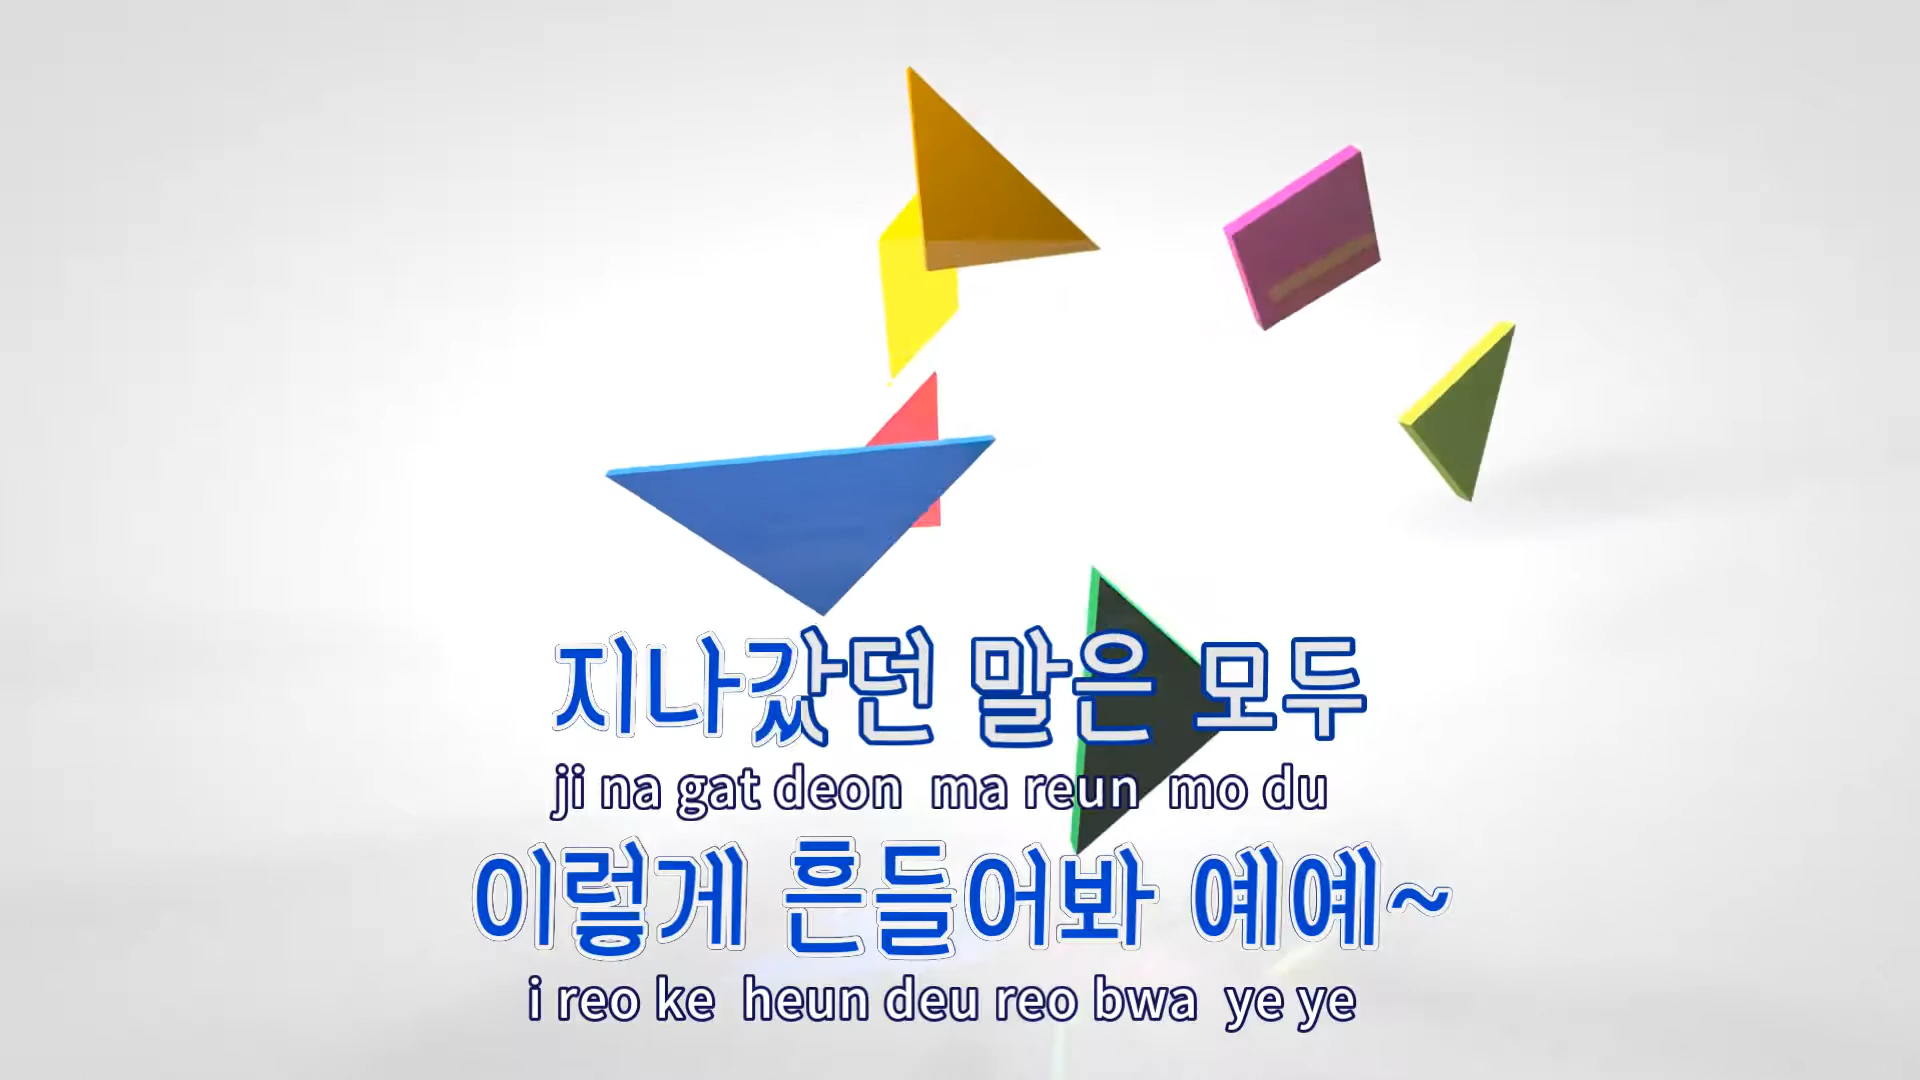 지나갔던 말은 모두
ji na gat deon ma reun mo du
이렇게 흔들어봐 예예~
i reo ke heun deu reo bwa ye ye